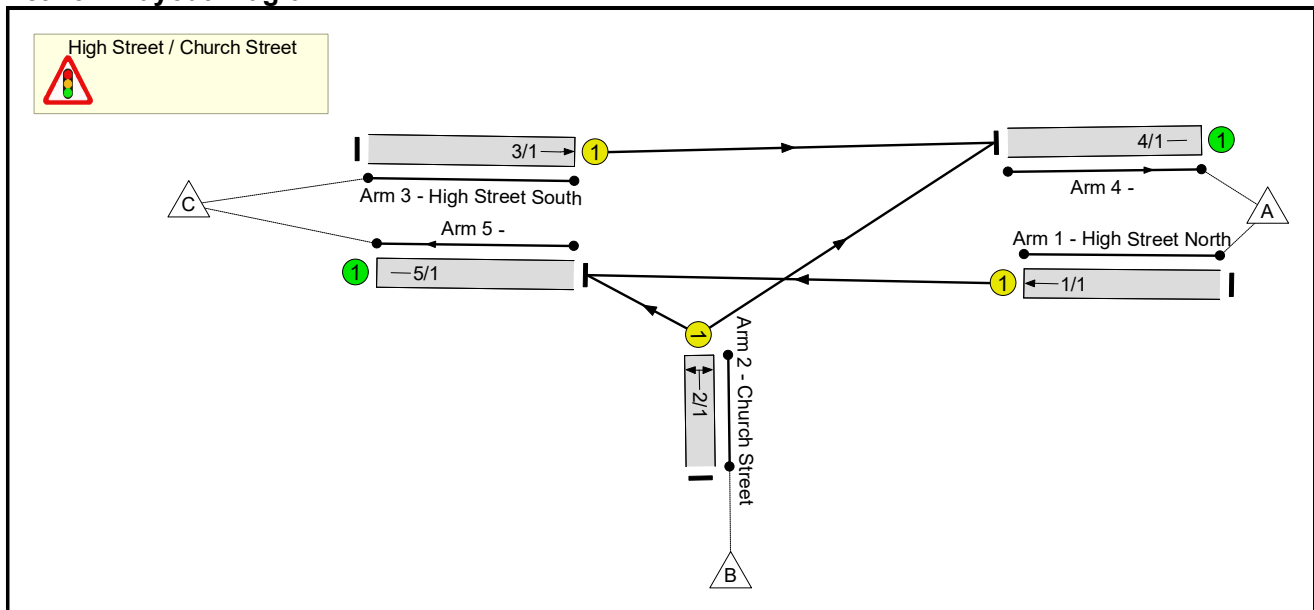 High Street / Church Street
3/1
1
4/1
1
Arm 3 - High Street South
Arm 4 -
C
A
Arm 5 -
Arm 1 - High Street North
1
5/1
1
1/1
1
Arm 2 - Church Street
2/1
B